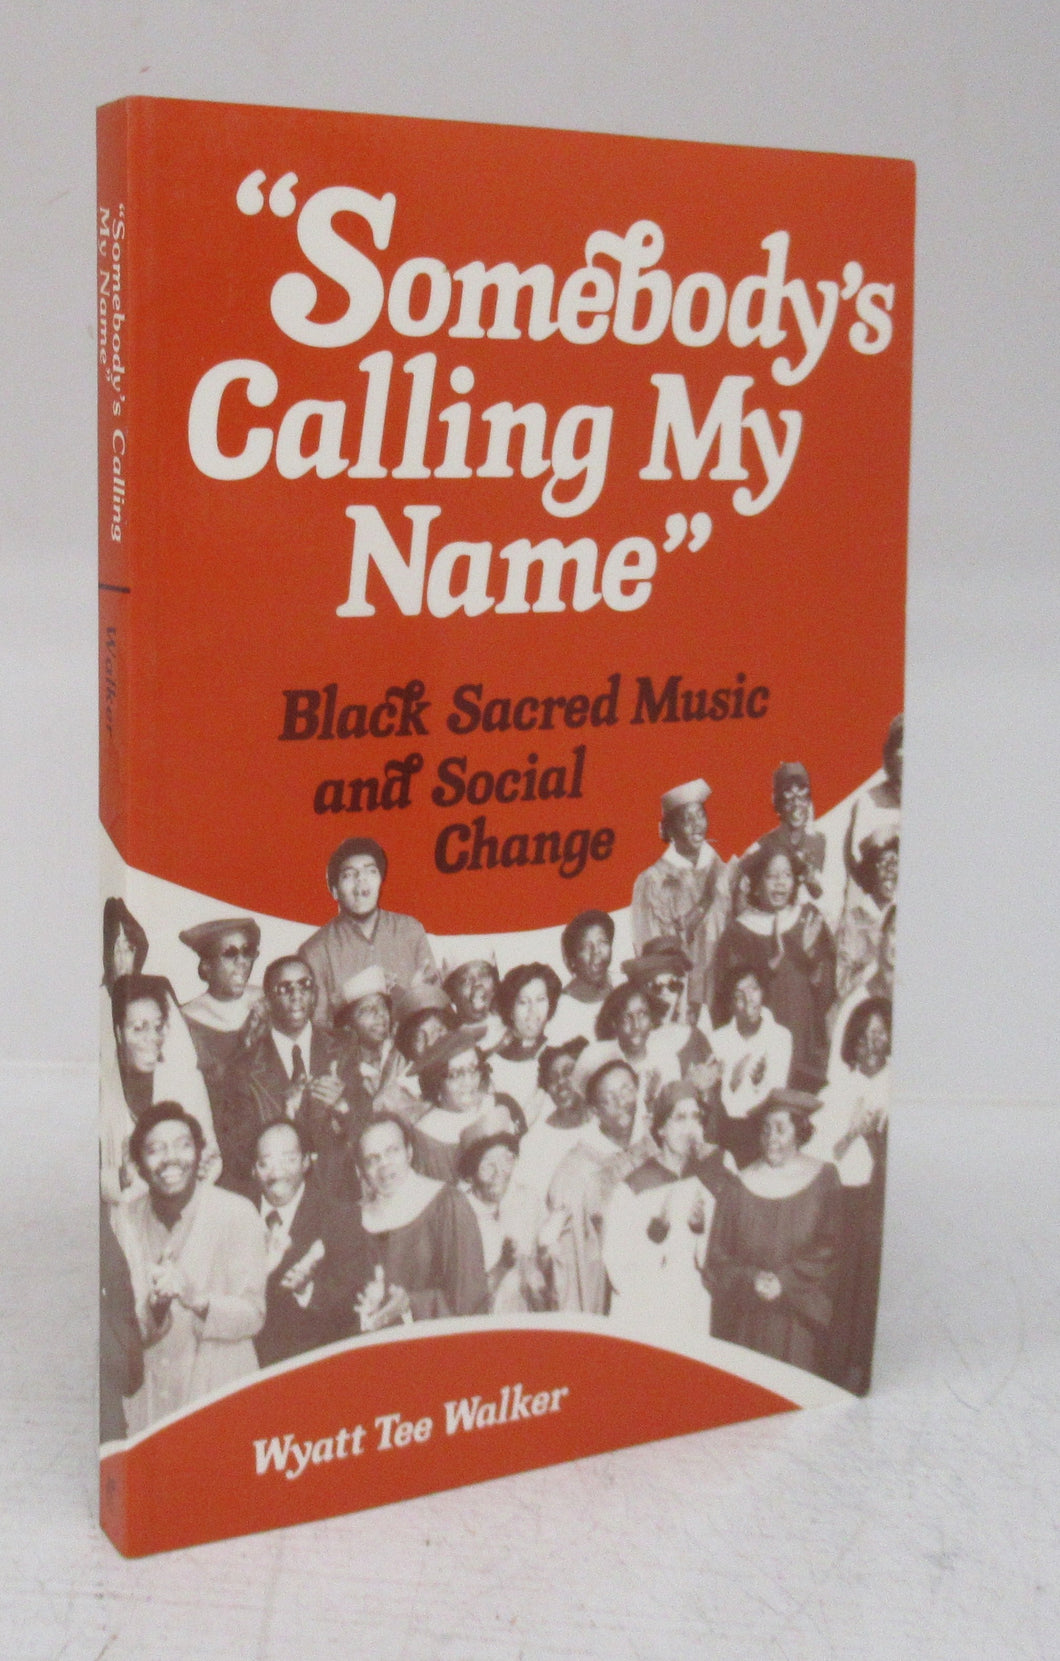 “Somebody’s
Calling My
Name”
Black Sacred Music
and Social
Change
Wyatt Tee Walker
“Somebody’s Calling
My Name”
Walker